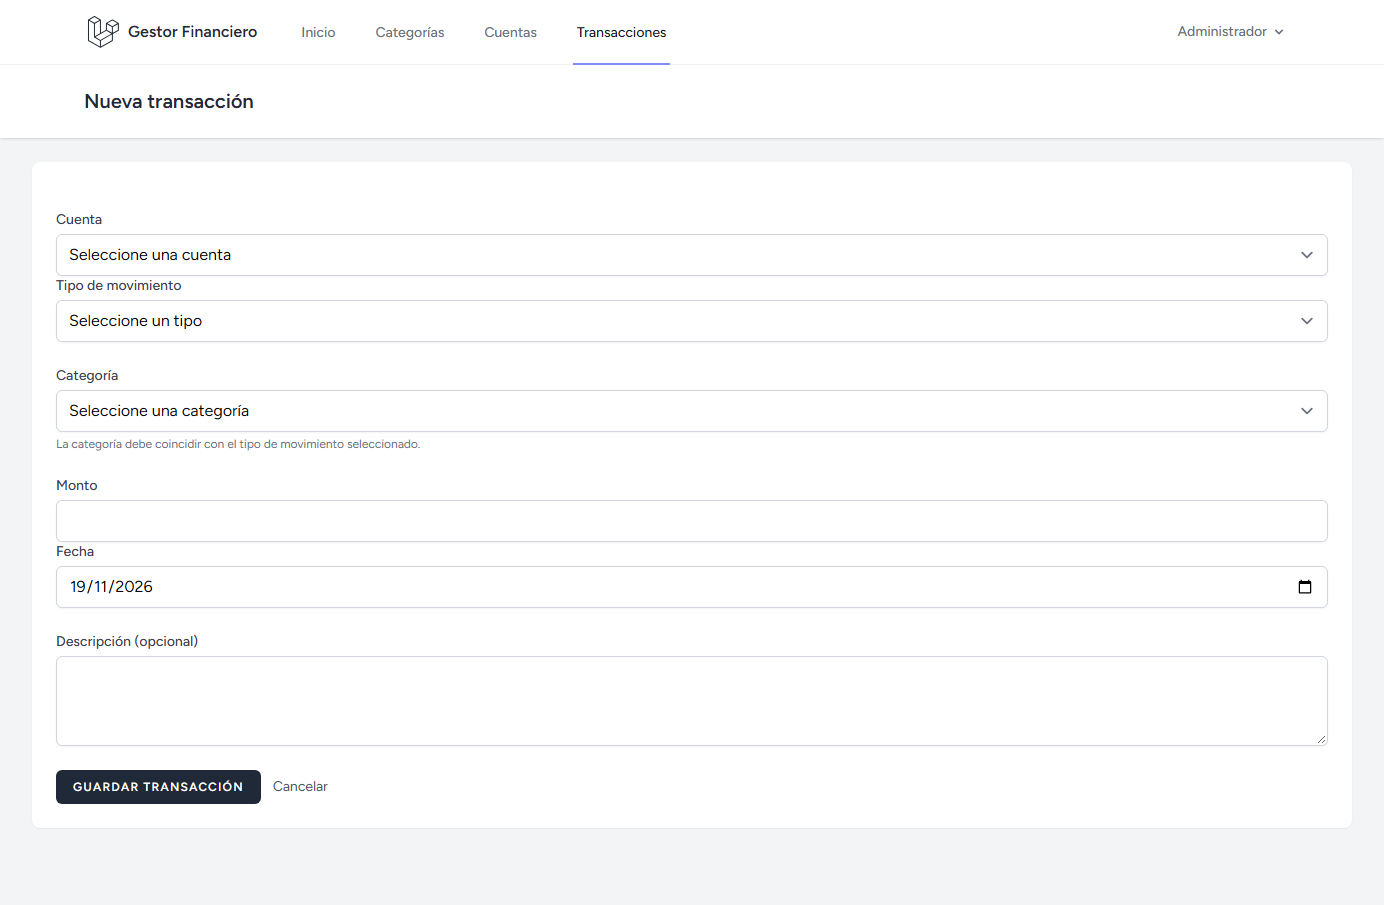 Gestor Financiero
Inicio
Categorías
Cuentas
Transacciones
Administrador
Nueva transacción
Cuenta
Seleccione una cuenta
Tipo de movimiento
Seleccione un tipo
Categoría
Seleccione una categoría
La categoría debe coincidir con el tipo de movimiento seleccionado.
Monto
Fecha
19/11/2026
Descripción (opcional)
GUARDAR TRANSACCIÓN
Cancelar